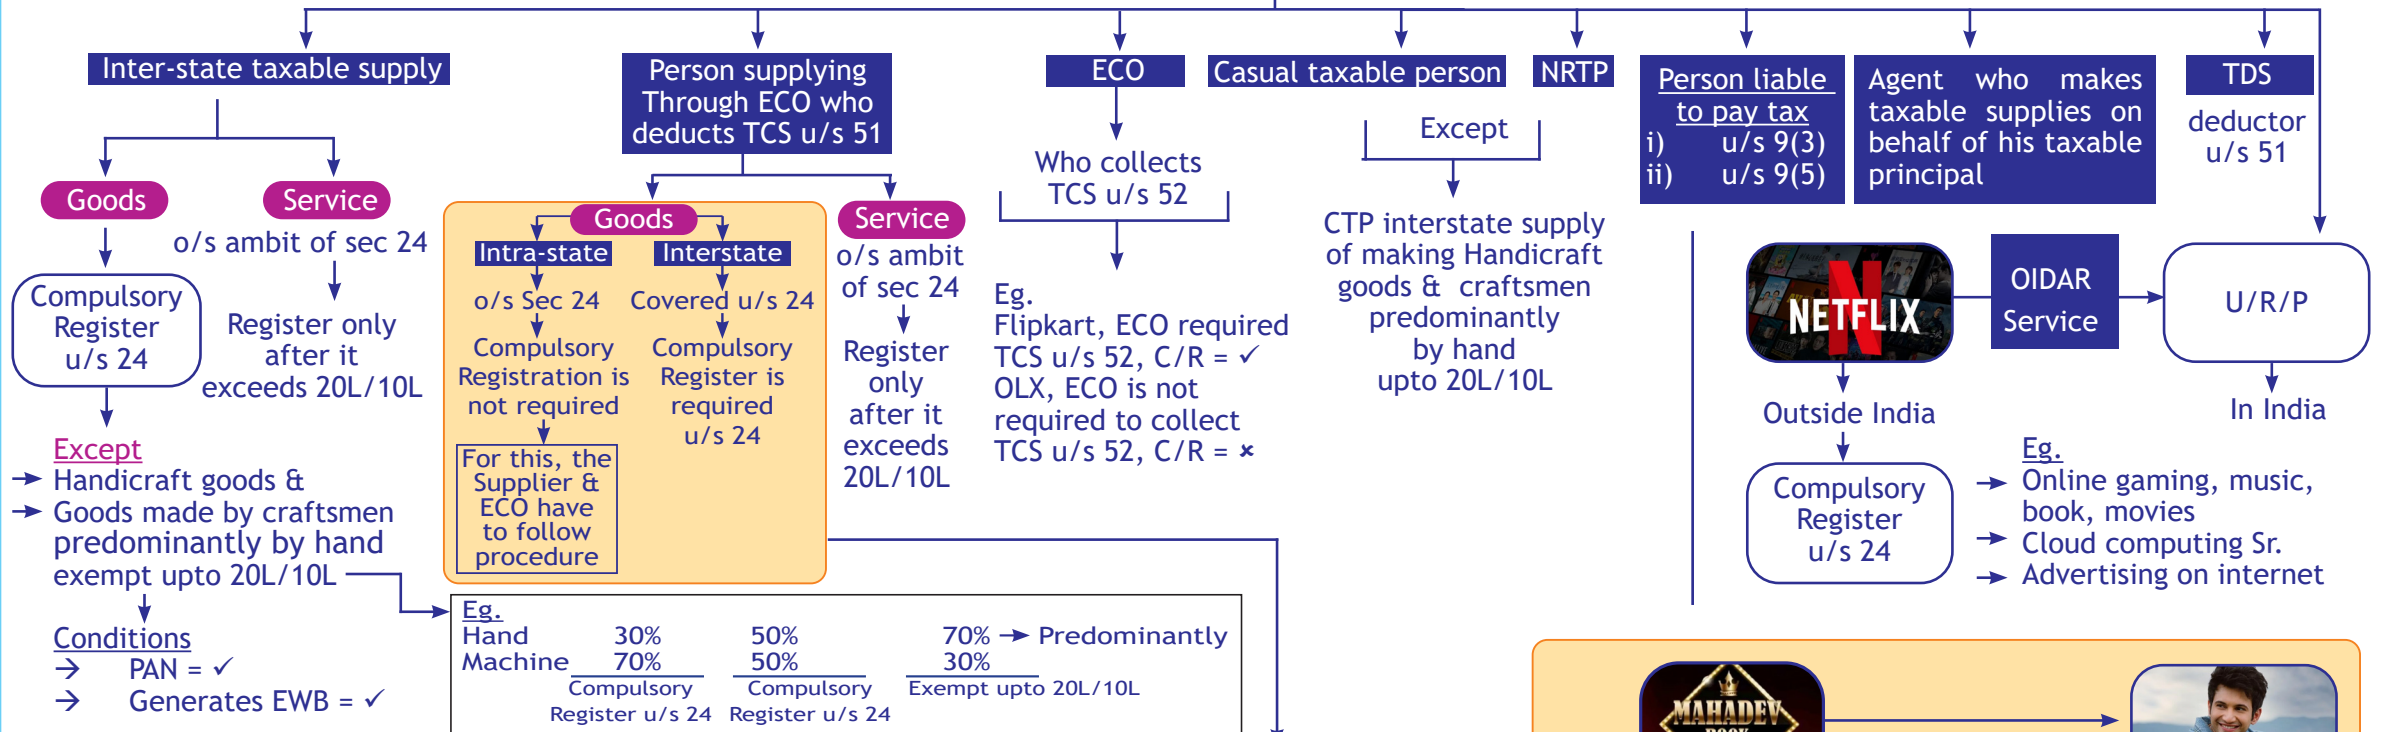 Inter-state taxable supply
Goods
Service
o/s ambit of sec 24
Compulsory
Register
u/s 24
Register only
after it
exceeds 20L/10L
Except
→ Handicraft goods &
→ Goods made by craftsmen
predominantly by hand
exempt upto 20L/10L
Conditions
→ PAN = ✓
→ Generates EWB = ✓
Person supplying
Through ECO who
deducts TCS u/s 51
Goods
Intra-state
o/s Sec 24
Compulsory
Registration is
not required
For this, the
Supplier &
ECO have
to follow
procedure
Interstate
Covered u/s 24
Compulsory
Register is
required
u/s 24
Service
o/s ambit
of sec 24
Register
only
after it
exceeds
20L/10L
Eg.
Hand 30% 50% 70% → Predominantly
Machine 70% 50% 30%
Compulsory Compulsory Exempt upto 20L/10L
Register u/s 24 Register u/s 24
ECO
Who collects
TCS u/s 52
Eg.
Flipkart, ECO required
TCS u/s 52, C/R = ✓
OLX, ECO is not
required to collect
TCS u/s 52, C/R = ×
Casual taxable person
NRTP
Except
CTP interstate supply
of making Handicraft
goods & craftsmen
predominantly
by hand
upto 20L/10L
Person liable
to pay tax
i) u/s 9(3)
ii) u/s 9(5)
Agent who makes
taxable supplies on
behalf of his taxable
principal
TDS
deductor
u/s 51
NETFLIX
OIDAR
Service
U/R/P
Outside India
In India
Compulsory
Register
u/s 24
Eg.
→ Online gaming, music,
book, movies
→ Cloud computing Sr.
→ Advertising on internet
MAHADEV
BOOK